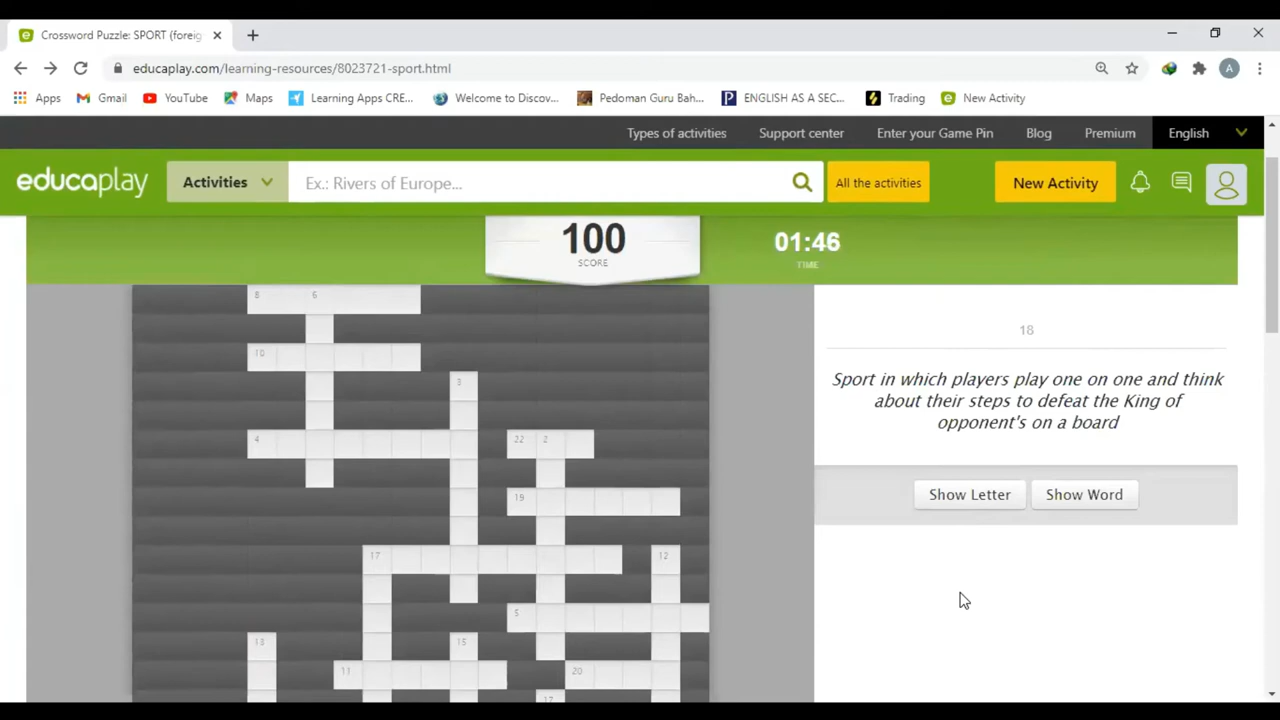 Crossword Puzzle: SPORT (foreig
educaplay.com/learning-resources/8023721-sport.html
Apps Gmail YouTube Maps Learning Apps CRE... Welcome to Discov... Pedoman Guru Bah... ENGLISH AS A SEC... Trading New Activity
Types of activities Support center Enter your Game Pin Blog Premium English
educaplay Activities Ex.: Rivers of Europe... All the activities New Activity
100
SCORE
01:46
TIME
8 6
10
3
4 22 2
19
17 12
5
13 15
11 20
18
Sport in which players play one on one and think
about their steps to defeat the King of
opponent's on a board
Show Letter Show Word